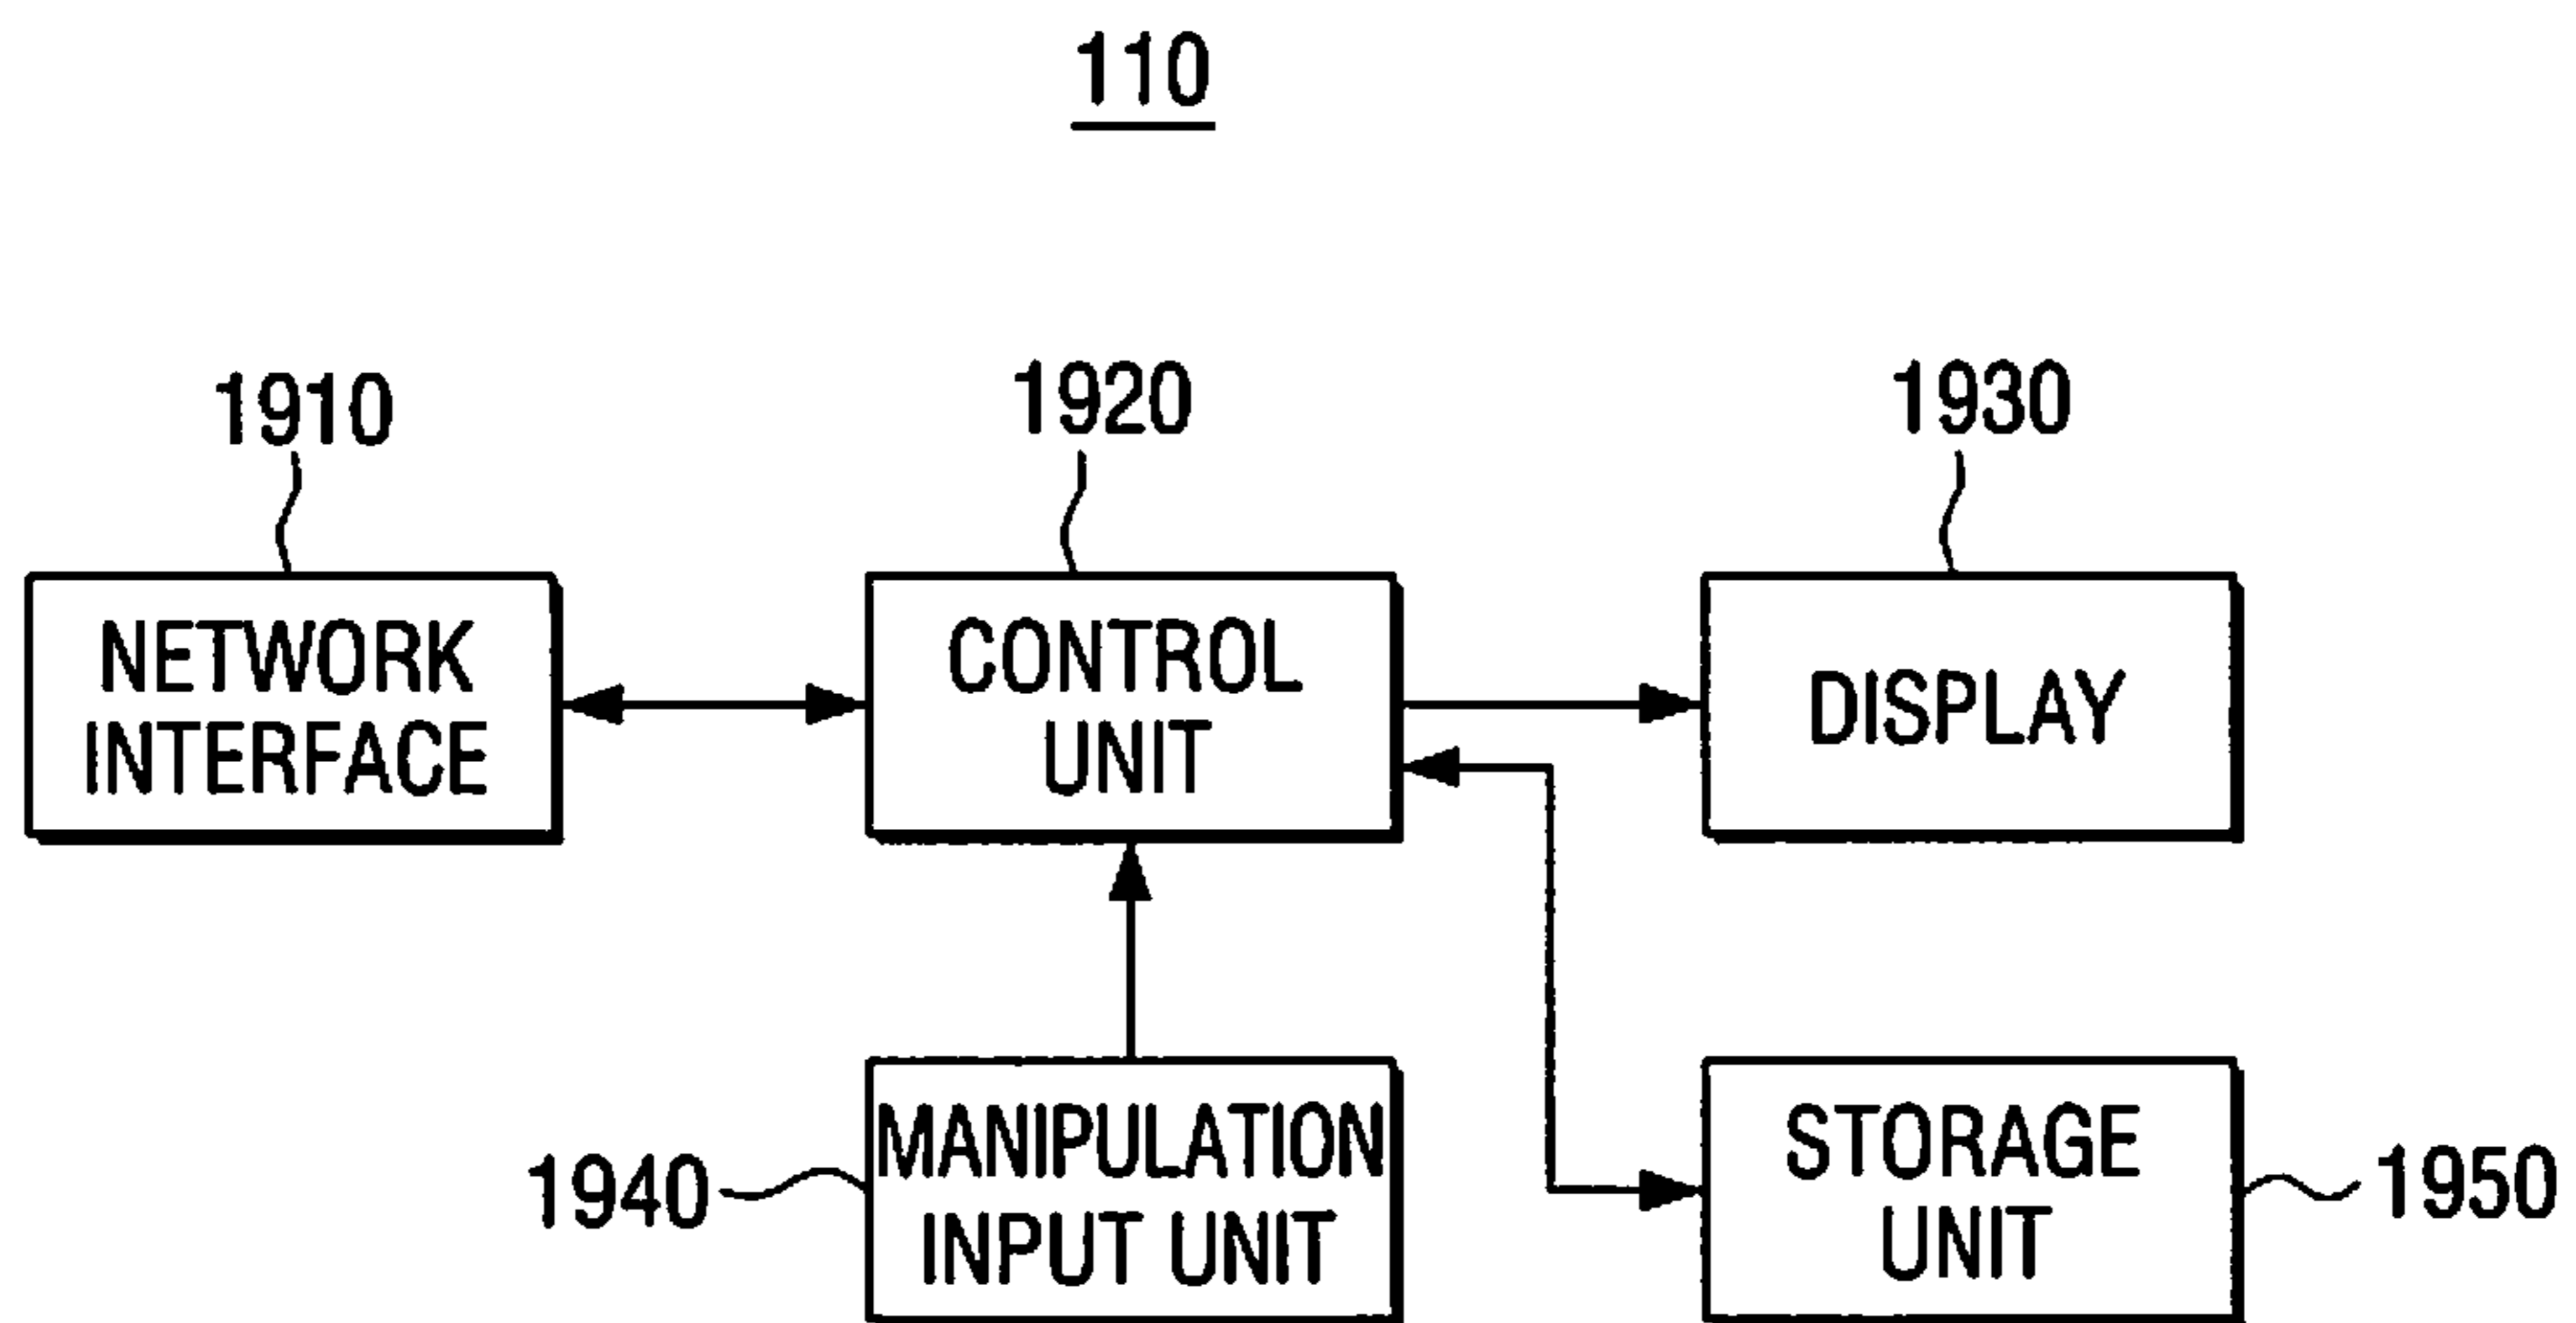 110
1910
1920
1930
NETWORK
INTERFACE
CONTROL
UNIT
DISPLAY
1940
MANIPULATION
INPUT UNIT
STORAGE
UNIT
1950